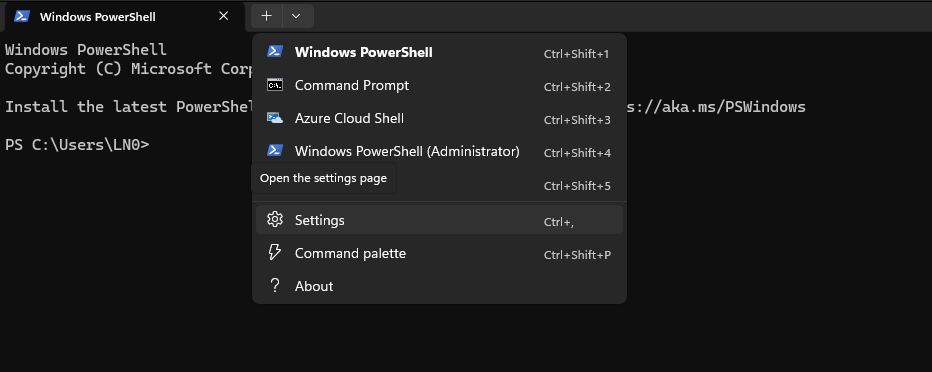 Windows PowerShell
Windows PowerShell
Copyright (C) Microsoft Corp
Install the latest PowerShel
s://aka.ms/PSWindows
PS C:\Users\LN0>
Windows PowerShell Ctrl+Shift+1
Command Prompt Ctrl+Shift+2
Azure Cloud Shell Ctrl+Shift+3
Windows PowerShell (Administrator) Ctrl+Shift+4
Open the settings page
Ctrl+Shift+5
Settings Ctrl+,
Command palette Ctrl+Shift+P
About